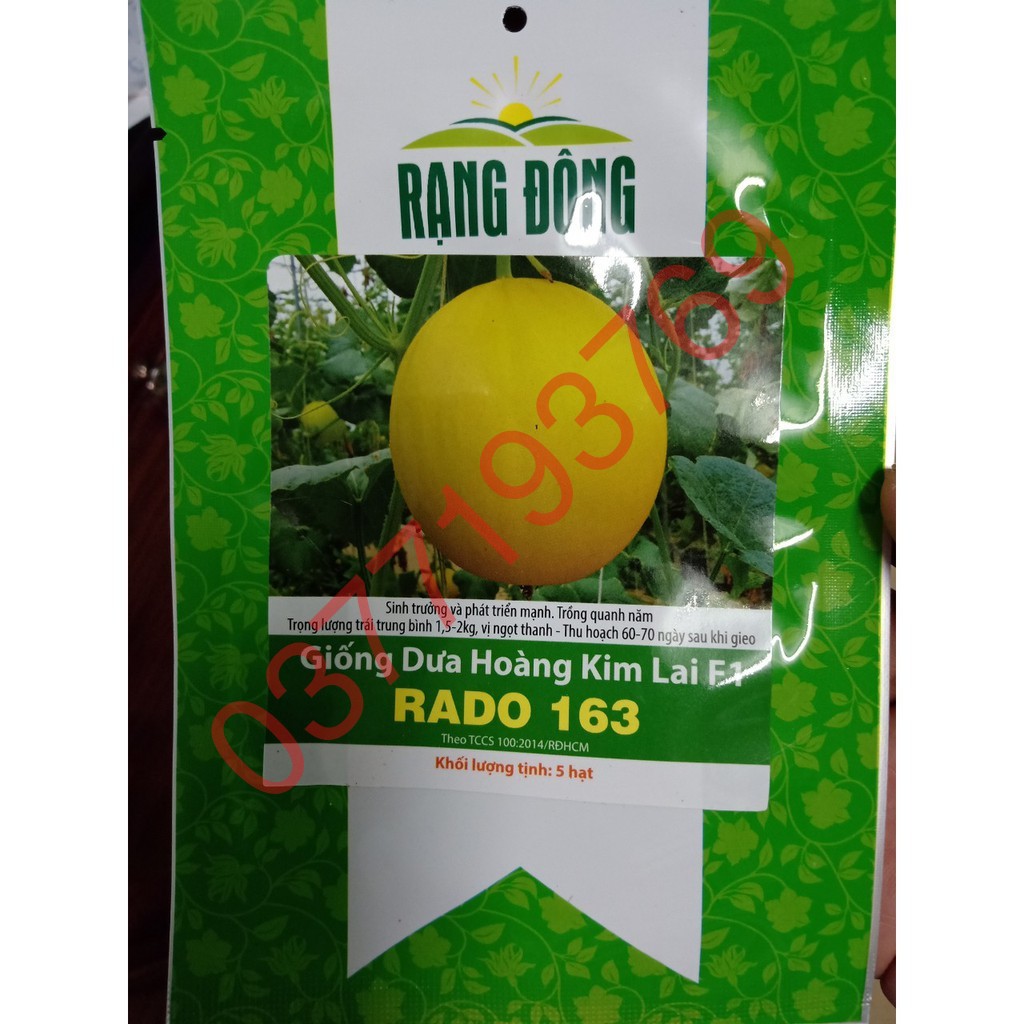 RẠNG ĐÔNG
0377193769
Sinh trưởng và phát triển mạnh. Trồng quanh năm
Trọng lượng trái trung bình 1,5-2kg, vị ngọt thanh - Thu hoạch 60-70 ngày sau khi gieo
Giống Dưa Hoàng Kim Lai F1
RADO 163
Theo TCCS 100:2014/RĐHCM
Khối lượng tịnh: 5 hạt